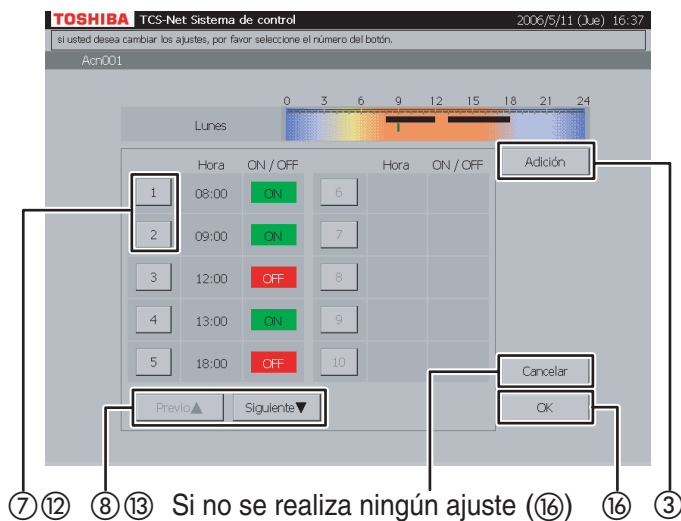 TOSHIBA TCS-Net Sistema de control 2006/5/11 (Jue) 16:37
si usted desea cambiar los ajustes, por favor seleccione el número del botón.
Acn001
0 3 6 9 12 15 18 21 24
Lunes
Hora ON / OFF Hora ON / OFF Adición
1 08:00 ON 6
2 09:00 ON 7
3 12:00 OFF 8
4 13:00 ON 9
5 18:00 OFF 10
Cancelar
Previo▲ Siguiente▼ OK
⑦⑫ ⑧⑬ Si no se realiza ningún ajuste (⑯) ⑯ ③